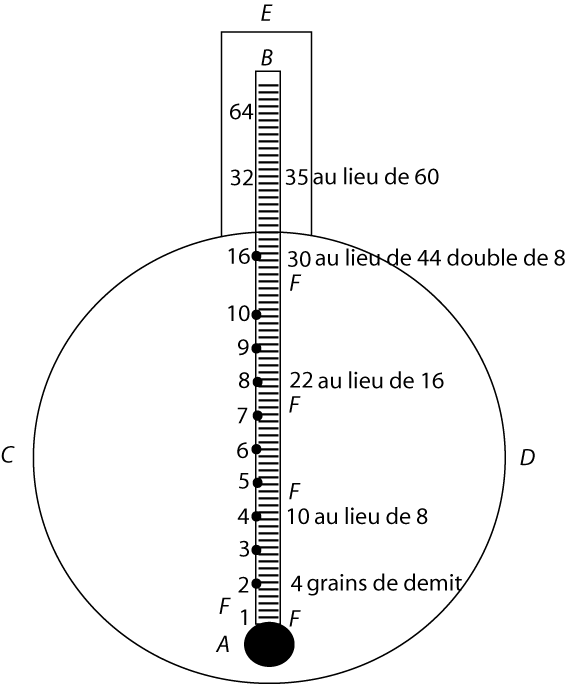 E
B
64
32 35 au lieu de 60
16 30 au lieu de 44 double de 8
F
10
9
8 22 au lieu de 16
F
7
6
C D
5
F
4 10 au lieu de 8
3
2 4 grains de demit
F
1 F
A